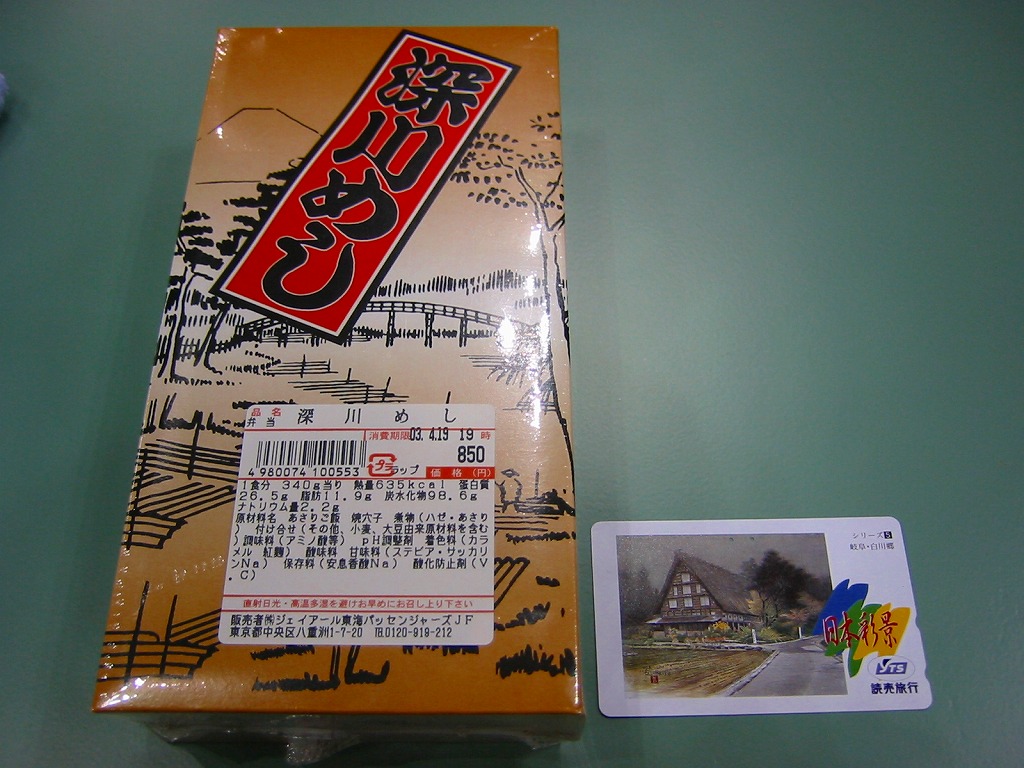 深川めし
品名
弁当
深川めし
消費期限 03.4.19 19時
850
4980074 100553
プラ ラップ 価格(円)
1食分 340g当り 熱量635kcal 蛋白質
26.5g 脂肪11.9g 炭水化物98.6g
ナトリウム量2.2g
原材料名 あさりご飯 焼穴子 煮物(ハゼ・あさり
) 付け合せ(その他、小麦、大豆由来原材料を含む
)調味料(アミノ酸等) pH調整剤 着色料(カラ
メル 紅麹) 酸味料 甘味料(ステビア・サッカリ
ンNa) 保存料(安息香酸Na) 酸化防止剤(V
.C)
直射日光・高温多湿を避けお早めにお召し上り下さい
販売者㈱ジェイアール東海パッセンジャーズJF
東京都中央区八重洲1-7-20 ℡0120-919-212
シリーズ5
岐阜・白川郷
日本彩景
YTS
読売旅行